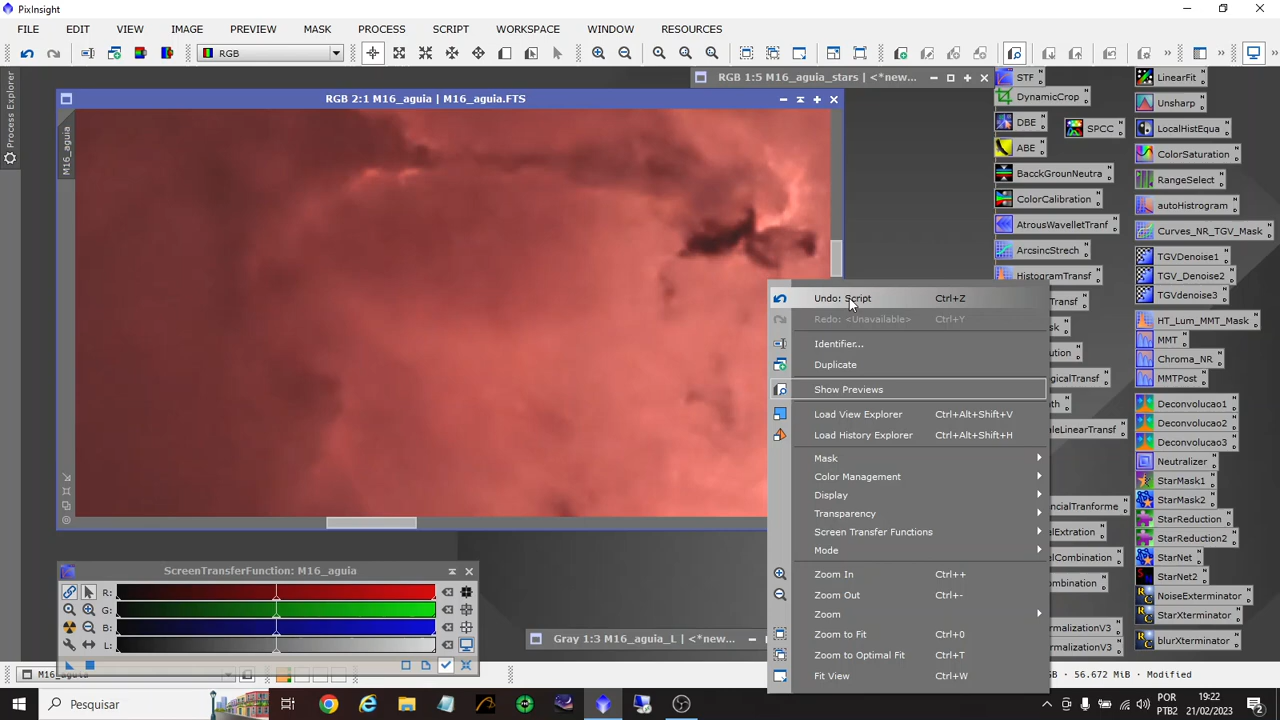 PixInsight
FILE EDIT VIEW IMAGE PROCESS SCRIPT WORKSPACE WINDOW RESOURCES
RGB
Process Explorer
RGB 1:5 M16_aguia_stars | <*new...
RGB 2:1 M16_aguia | M16_aguia.FTS
M16_aguia
Undo: Script Ctrl+Z
Redo: <Unavailable> Ctrl+Y
Identifier...
Duplicate
Show Previews
Load View Explorer Ctrl+Alt+Shift+V
Load History Explorer Ctrl+Alt+Shift+H
Mask
Color Management
Display
Transparency
Screen Transfer Functions
Mode
Zoom In Ctrl++
Zoom Out Ctrl+-
Zoom
Zoom to Fit Ctrl+0
Zoom to Optimal Fit Ctrl+T
Fit View Ctrl+W
STF
DynamicCrop
DBE
SPCC
ABE
BacckGrounNeutra
ColorCalibration
AtrousWavelletTranf
ArcsincStrech
HistogramTransf
LinearFit
Unsharp
LocalHistEqua
ColorSaturation
RangeSelect
autoHistrogram
Curves_NR_TGV_Mask
TGVDenoise1
TGV_Denoise2
TGVdenoise3
HT_Lum_MMT_Mask
MMT
Chroma_NR
MMTPost
Deconvolucao1
Deconvolucao2
Deconvolucao3
Neutralizer
StarMask1
StarMask2
StarReduction
StarReduction2
StarNet
StarNet2
NoiseExterminator
StarXterminator
blurXterminator
ScreenTransferFunction: M16_aguia
R:
G:
B:
L:
Gray 1:3 M16_aguia_L | <*new...
M16_aguia
56.672 MiB · Modified
Pesquisar
POR
PTB2
19:22
21/02/2023
2